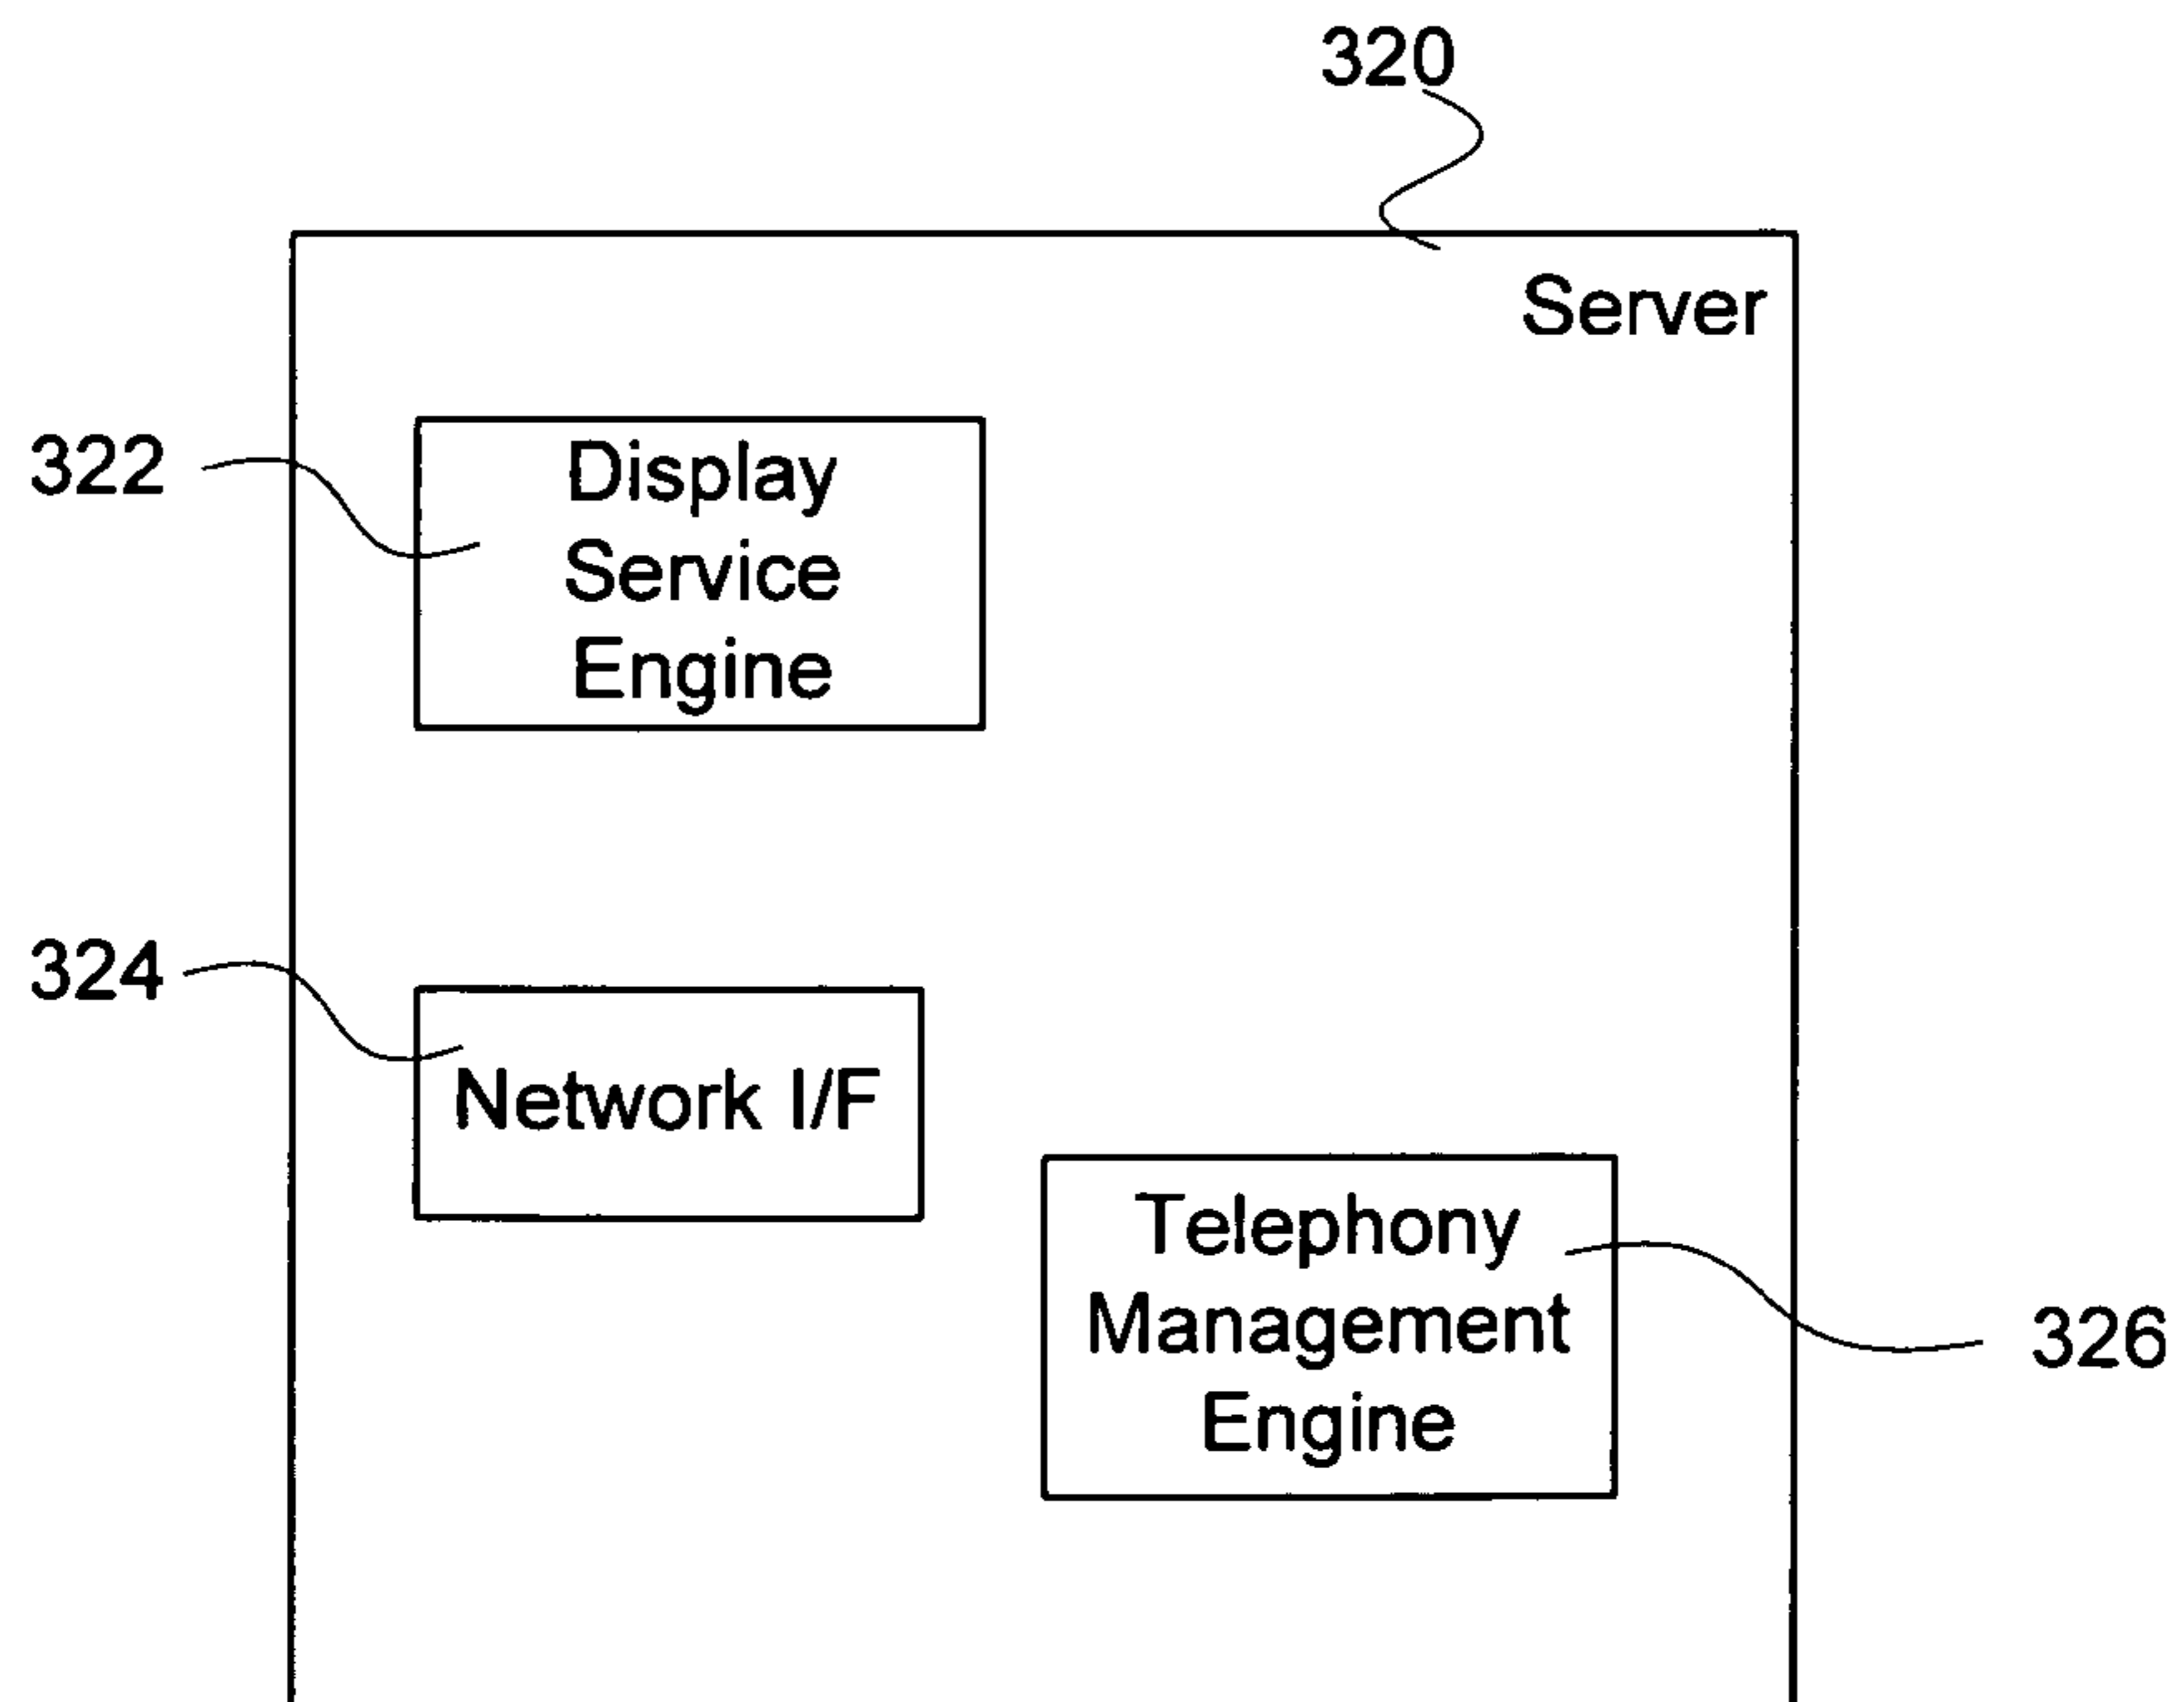 320
Server
322
Display
Service
Engine
324
Network I/F
Telephony
Management
Engine
326